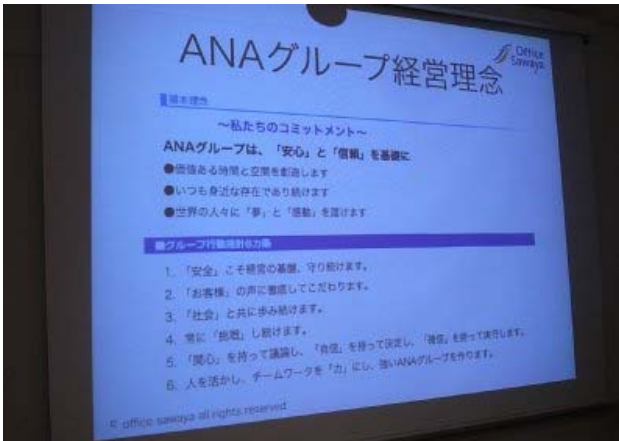 ANAグループ経営理念
Office
Sawaya
基本理念
～私たちのコミットメント～
ANAグループは、「安心」と「信頼」を基礎に
●価値ある時間と空間を創造します
●いつも身近な存在であり続けます
●世界の人々に「夢」と「感動」を届けます
■グループ行動指針6カ条
1. 「安全」こそ経営の基盤、守り続けます。
2. 「お客様」の声に徹底してこだわります。
3. 「社会」と共に歩み続けます。
4. 常に「挑戦」し続けます。
5. 「関心」を持って議論し、「自信」を持って決定し、「確信」を持って実行します。
6. 人を活かし、チームワークを「力」にし、強いANAグループを作ります。
© office sawaya all rights reserved